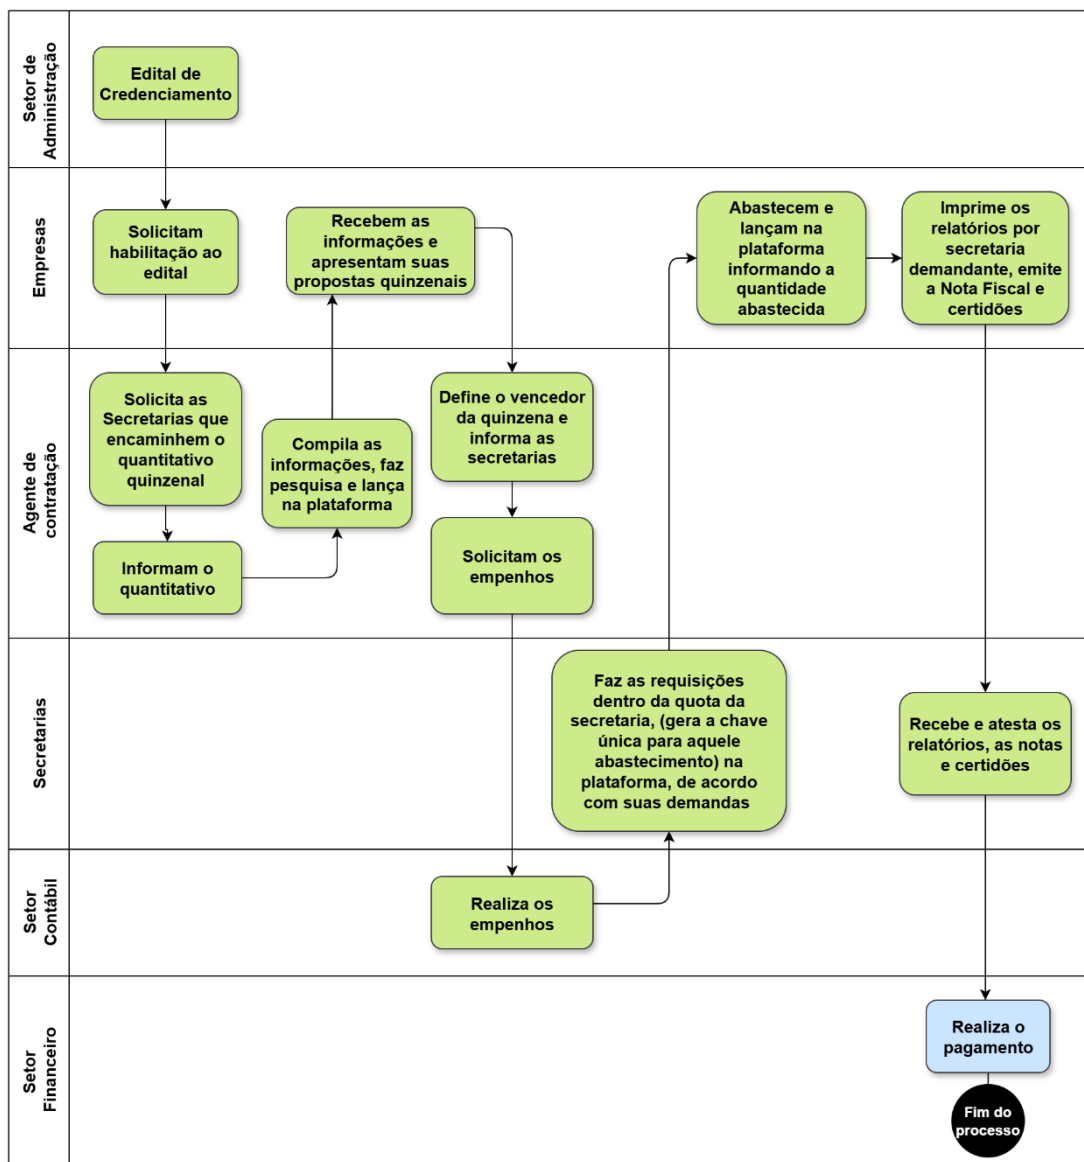 Setor de
Administração
Edital de
Credenciamento
Empresas
Solicitam
habilitação ao
edital
Recebem as
informações e
apresentam suas
propostas quinzenais
Abastecem e
lançam na
plataforma
informando a
quantidade
abastecida
Imprime os
relatórios por
secretaria
demandante, emite
a Nota Fiscal e
certidões
Agente de
contratação
Solicita as
Secretarias que
encaminhem o
quantitativo
quinzenal
Informam o
quantitativo
Compila as
informações, faz
pesquisa e lança
na plataforma
Define o vencedor
da quinzena e
informa as
secretarias
Solicitam os
empenhos
Secretarias
Faz as requisições
dentro da quota da
secretaria, (gera a chave
única para aquele
abastecimento) na
plataforma, de acordo
com suas demandas
Recebe e atesta os
relatórios, as notas
e certidões
Setor
Contábil
Realiza os
empenhos
Setor
Financeiro
Realiza o
pagamento
Fim do
processo